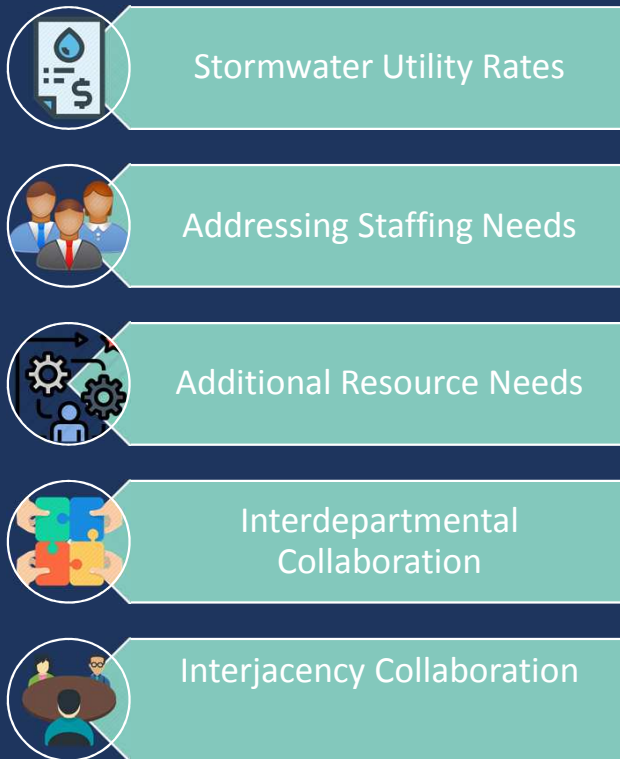 $
Stormwater Utility Rates
Addressing Staffing Needs
Additional Resource Needs
Interdepartmental
Collaboration
Interjacency Collaboration